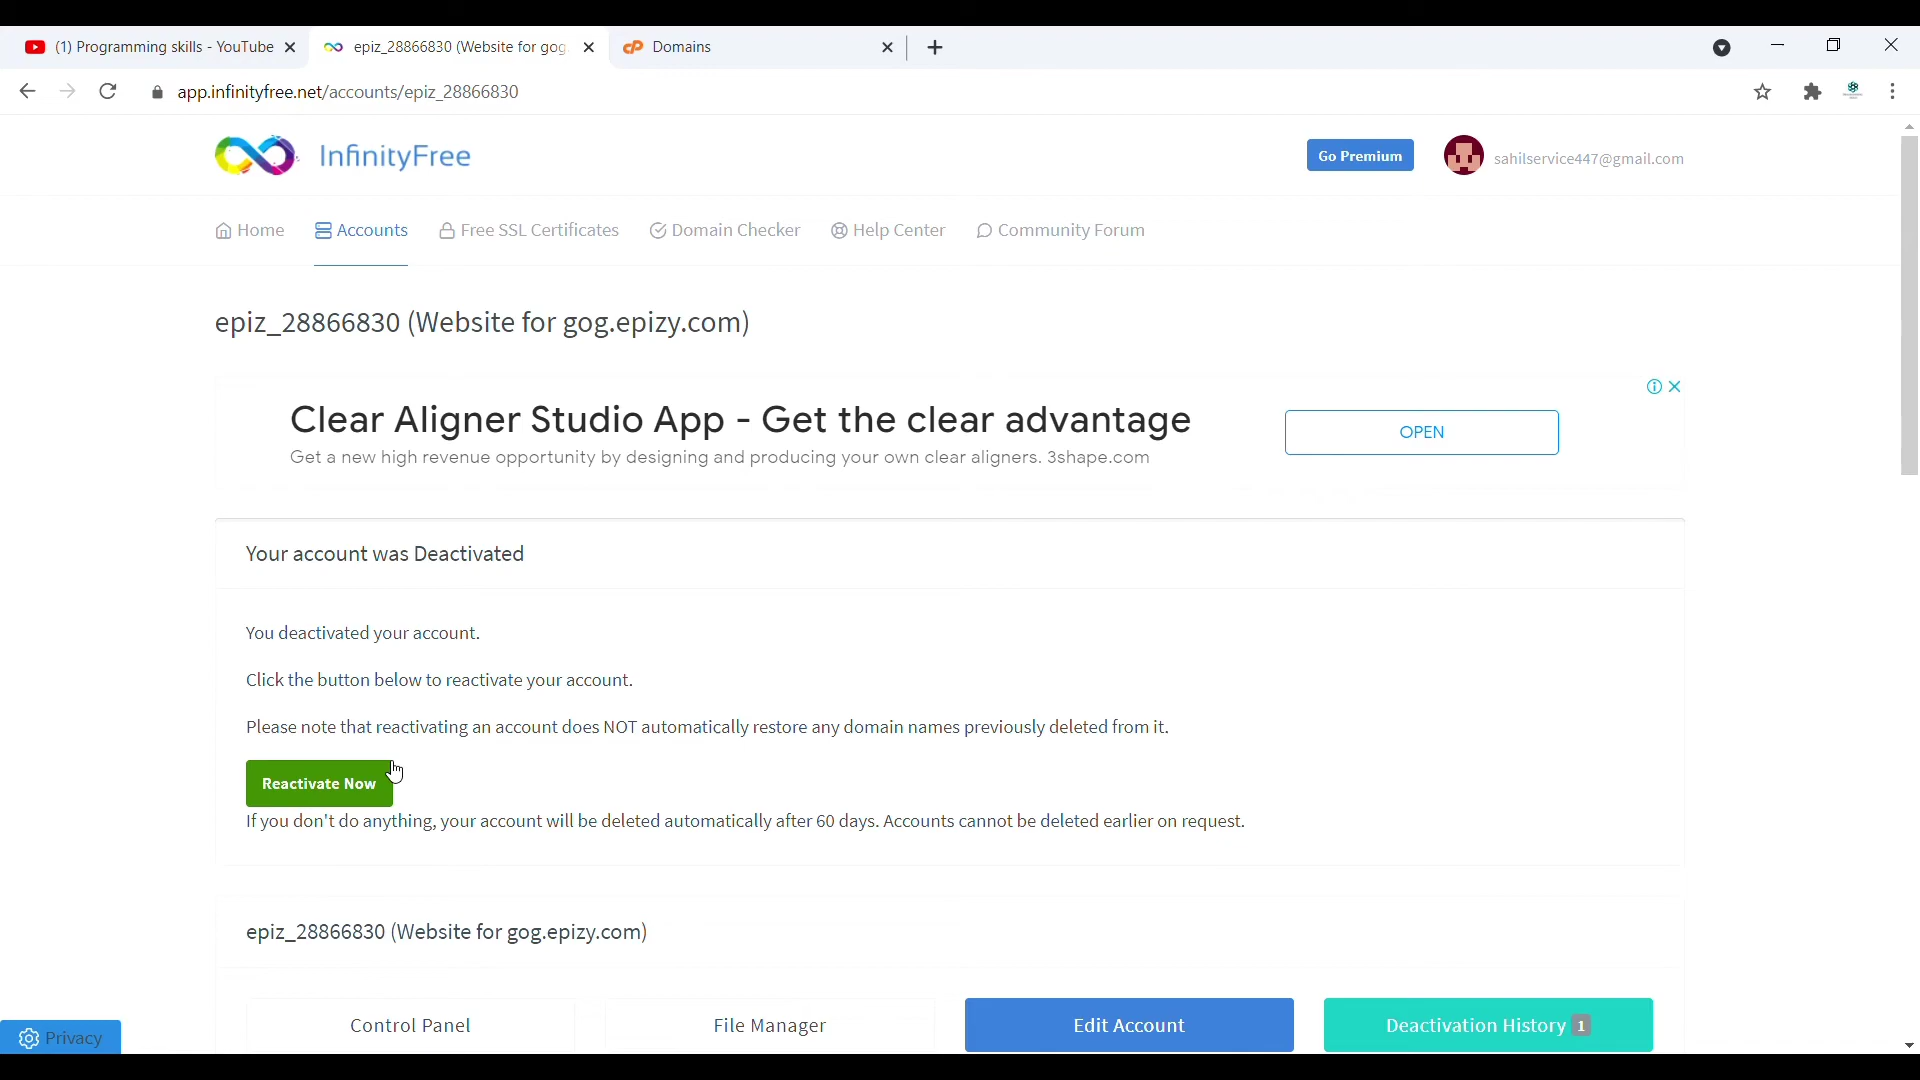 (1) Programming skills - YouTube
epiz_28866830 (Website for gog
Domains
app.infinityfree.net/accounts/epiz_28866830
InfinityFree
Go Premium
sahilservice447@gmail.com
Home
Accounts
Free SSL Certificates
Domain Checker
Help Center
Community Forum
epiz_28866830 (Website for gog.epizy.com)
Clear Aligner Studio App - Get the clear advantage
Get a new high revenue opportunity by designing and producing your own clear aligners. 3shape.com
OPEN
Your account was Deactivated
You deactivated your account.
Click the button below to reactivate your account.
Please note that reactivating an account does NOT automatically restore any domain names previously deleted from it.
Reactivate Now
If you don't do anything, your account will be deleted automatically after 60 days. Accounts cannot be deleted earlier on request.
epiz_28866830 (Website for gog.epizy.com)
Control Panel
File Manager
Edit Account
Deactivation History 1
Privacy